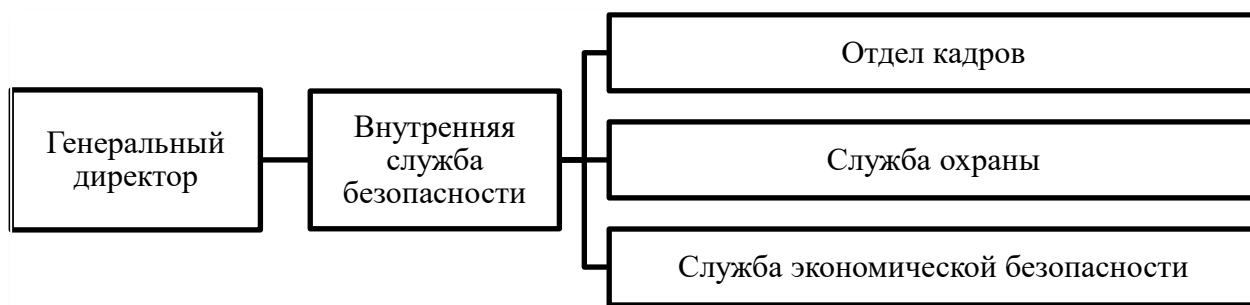 Генеральный
директор
Внутренняя
служба
безопасности
Отдел кадров
Служба охраны
Служба экономической безопасности